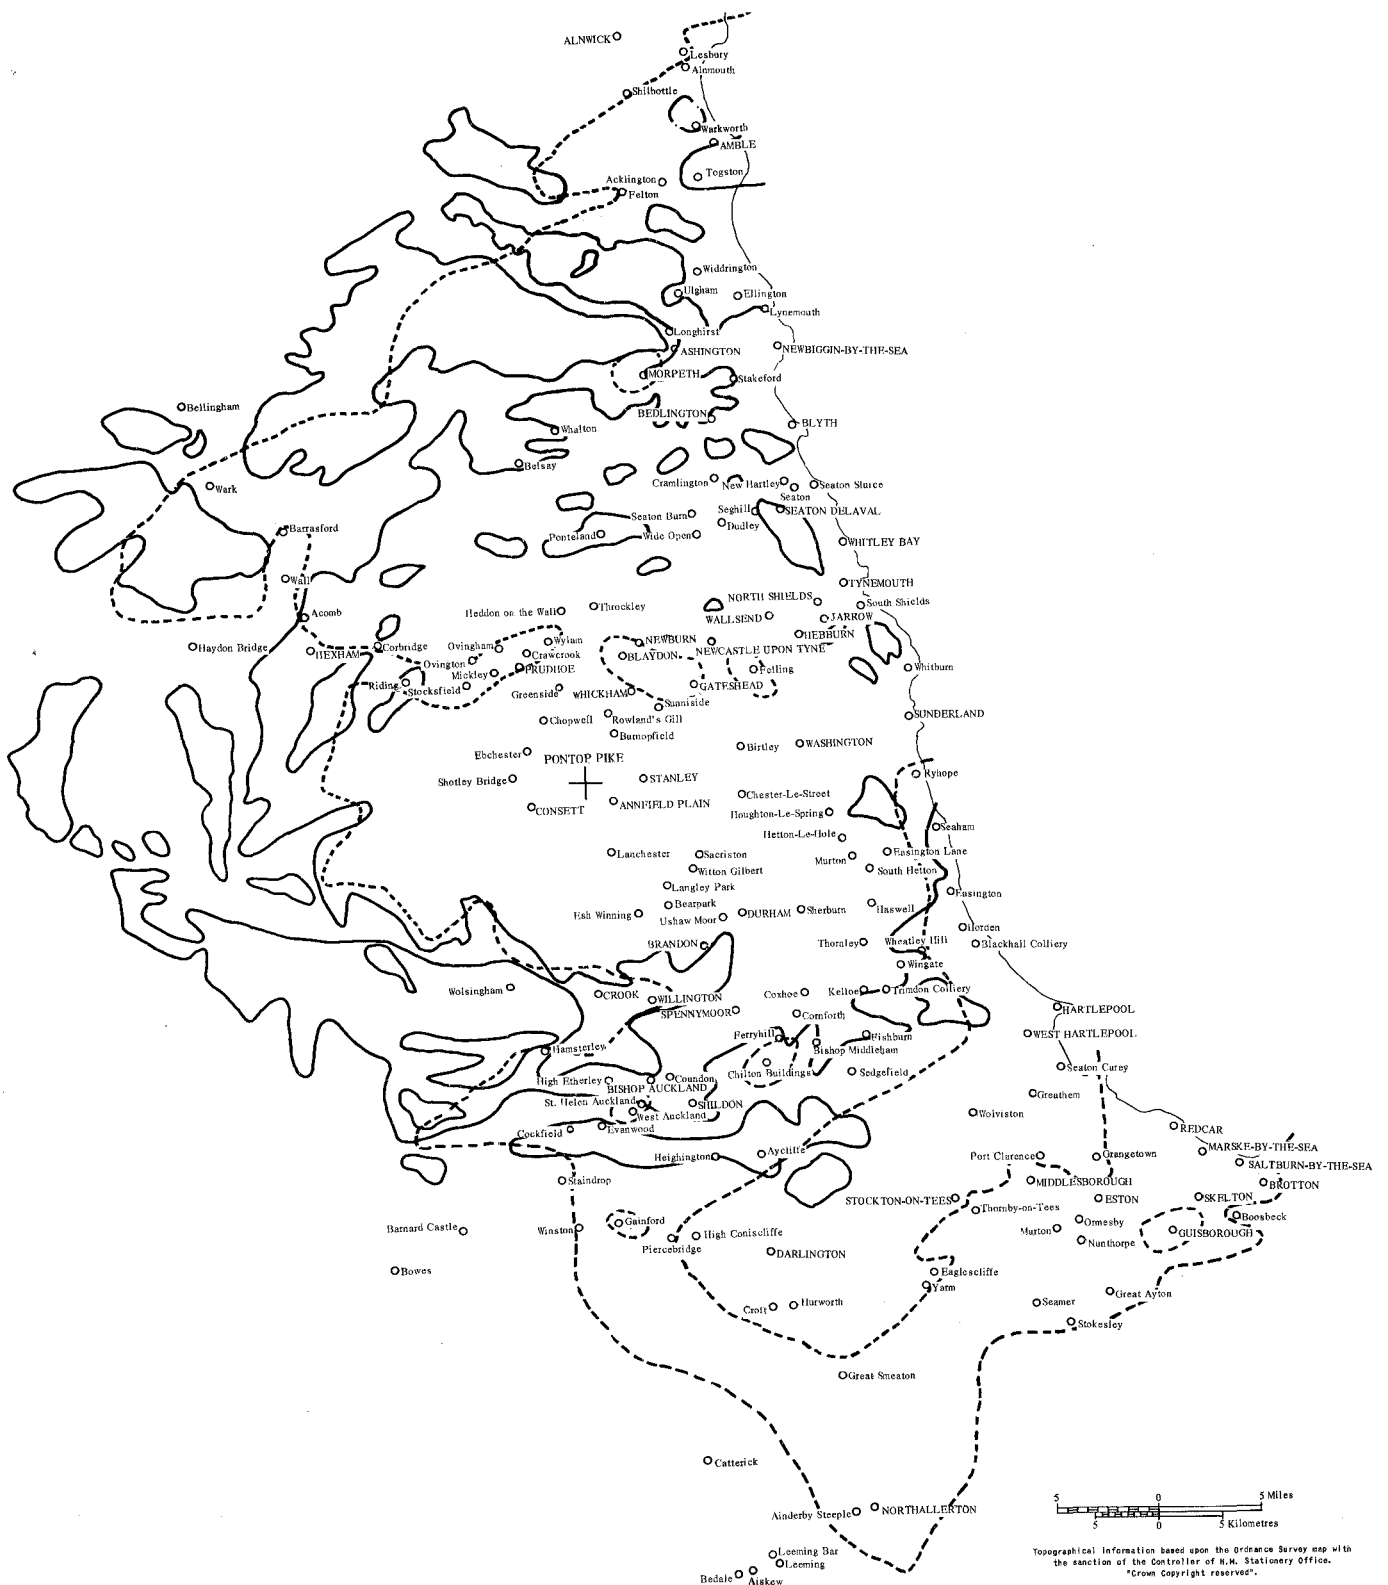 ALNWICK
Lesbury
Alnmouth
Shilbottle
Warkworth
AMBLE
Togston
Acklington
Felton
Widdrington
Ulgham
Ellington
Lynemouth
Longhirst
ASHINGTON
NEWBIGGIN-BY-THE-SEA
MORPETH
Stakeford
Bellingham
BEDLINGTON
BLYTH
Whalton
Belsay
Cramlington
New Hartley
Seaton Sluice
Wark
Seaton
Seghill
SEATON DELAVAL
Seaton Burn
Dudley
Barrasford
Ponteland
Wide Open
WHITLEY BAY
Wall
TYNEMOUTH
NORTH SHIELDS
South Shields
Heddon on the Wall
Throckley
Acomb
WALLSEND
JARROW
HEBBURN
Haydon Bridge
HEXHAM
Corbridge
Ovingham
Wylam
NEWBURN
NEWCASTLE UPON TYNE
Crawcrook
BLAYDON
Ovington
PRUDHOE
Felling
Whitburn
Mickley
Riding
Stocksfield
Greenside
WHICKHAM
GATESHEAD
Sunniside
Chopwell
Rowland's Gill
SUNDERLAND
Burnopfield
Ebchester
Birtley
WASHINGTON
PONTOP PIKE
Shotley Bridge
STANLEY
Ryhope
Chester-Le-Street
CONSETT
ANNFIELD PLAIN
Houghton-Le-Spring
Seaham
Hetton-Le-Hole
Lanchester
Sacriston
Murton
Easington Lane
Witton Gilbert
South Hetton
Langley Park
Easington
Bearpark
Esh Winning
Ushaw Moor
DURHAM
Sherburn
Haswell
Horden
BRANDON
Thornley
Wheatley Hill
Blackhall Colliery
Wingate
Wolsingham
CROOK
WILLINGTON
Coxhoe
Kelloe
Trimdon Colliery
SPENNYMOOR
Cornforth
HARTLEPOOL
Ferryhill
Fishburn
WEST HARTLEPOOL
Hamsterley
Bishop Middleham
Chilton Buildings
Sedgefield
Seaton Carey
High Etherley
Coundon
BISHOP AUCKLAND
Greathem
St. Helen Auckland
SHILDON
West Auckland
Wolviston
Cockfield
Evanwood
REDCAR
Heighington
Aycliffe
Port Clarence
Grangetown
MARSKE-BY-THE-SEA
SALTBURN-BY-THE-SEA
Staindrop
MIDDLESBOROUGH
BROTTON
STOCKTON-ON-TEES
ESTON
SKELTON
Thornby-on-Tees
Boosbeck
Barnard Castle
Winston
Gainford
Ormesby
Murton
GUISBOROUGH
Piercebridge
High Coniscliffe
Nunthorpe
DARLINGTON
Bowes
Eaglescliffe
Yarm
Great Ayton
Croft
Hurworth
Seamer
Stokesley
Great Smeaton
Catterick
Ainderby Steeple
NORTHALLERTON
Leeming Bar
Leeming
Bedale
Aiskew
5 0 5 Miles
5 0 5 Kilometres
Topographical information based upon the Ordnance Survey map with
the sanction of the Controller of H.M. Stationery Office.
"Crown Copyright reserved".